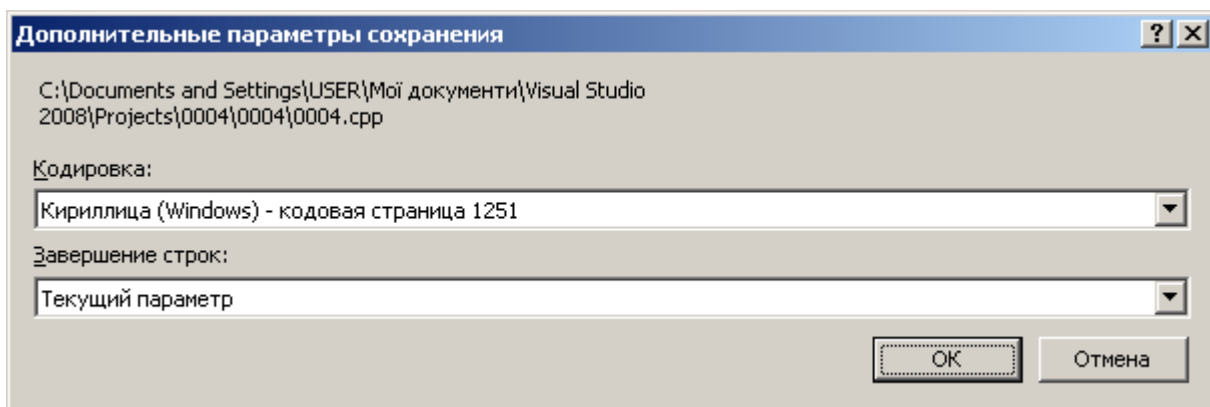 Дополнительные параметры сохранения
C:\Documents and Settings\USER\Мої документи\Visual Studio
2008\Projects\0004\0004\0004.cpp
Кодировка:
Кириллица (Windows) - кодовая страница 1251
Завершение строк:
Текущий параметр
OK Отмена